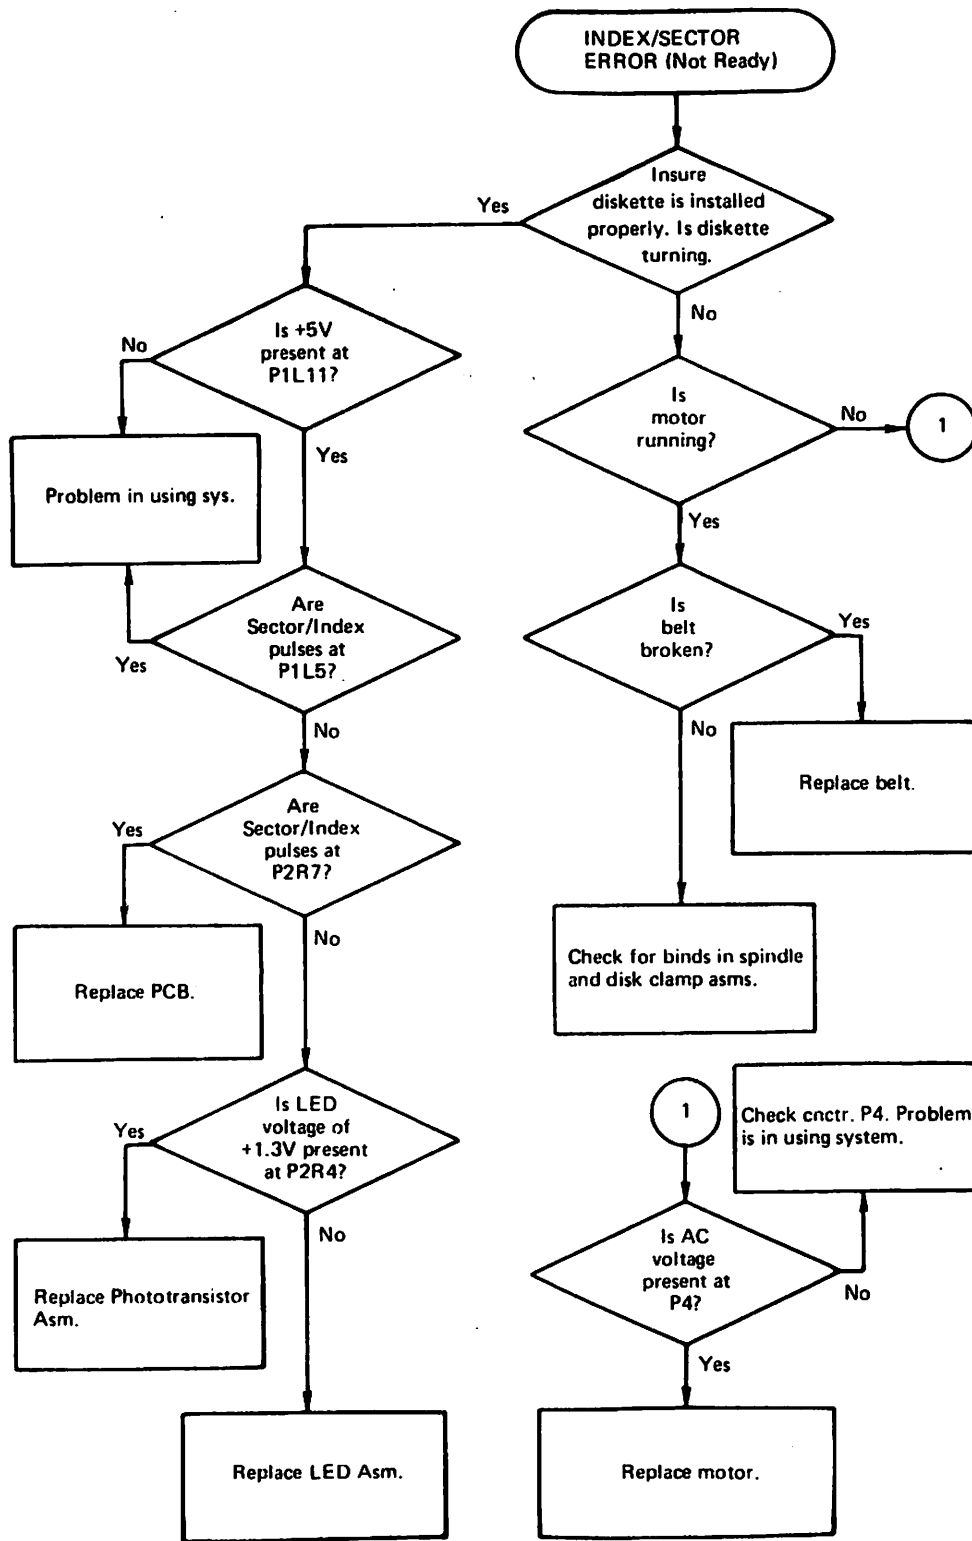 INDEX/SECTOR
ERROR (Not Ready)
Insure
diskette is installed
properly. Is diskette
turning.
Yes
No
Is +5V
present at
P1L11?
No
Yes
Is
motor
running?
No
1
Yes
Problem in using sys.
Are
Sector/Index
pulses at
P1L5?
Yes
No
Is
belt
broken?
Yes
No
Replace belt.
Are
Sector/Index
pulses at
P2R7?
Yes
No
Replace PCB.
Check for binds in spindle
and disk clamp asms.
Is LED
voltage of
+1.3V present
at P2R4?
Yes
No
Replace Phototransistor
Asm.
Replace LED Asm.
1
Check cnctr. P4. Problem
is in using system.
Is AC
voltage
present at
P4?
No
Yes
Replace motor.